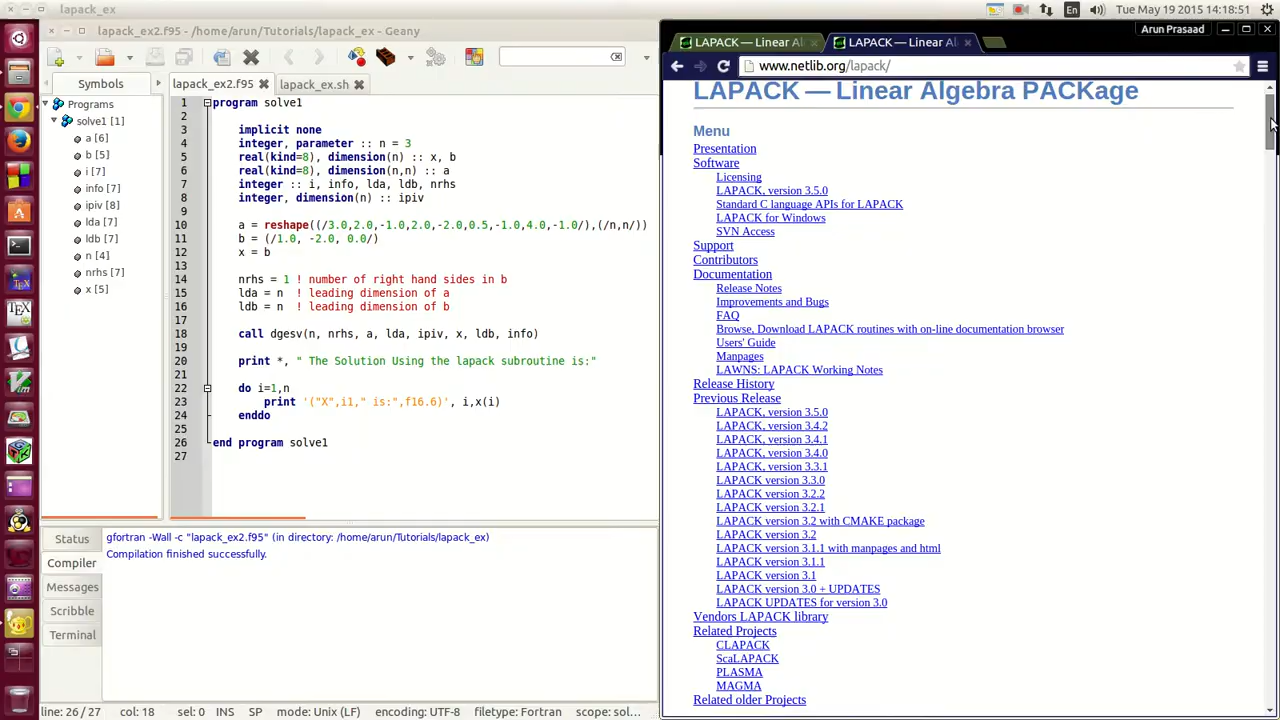 lapack_ex
En
Tue May 19 2015 14:18:51
lapack_ex2.f95 - /home/arun/Tutorials/lapack_ex - Geany
Symbols
Programs
solve1 [1]
a [6]
b [5]
i [7]
info [7]
ipiv [8]
lda [7]
ldb [7]
n [4]
nrhs [7]
x [5]
lapack_ex2.f95
lapack_ex.sh
1 program solve1
2
3 implicit none
4 integer, parameter :: n = 3
5 real(kind=8), dimension(n) :: x, b
6 real(kind=8), dimension(n,n) :: a
7 integer :: i, info, lda, ldb, nrhs
8 integer, dimension(n) :: ipiv
9
10 a = reshape((/3.0,2.0,-1.0,2.0,-2.0,0.5,-1.0,4.0,-1.0/),(/n,n/))
11 b = (/1.0, -2.0, 0.0/)
12 x = b
13
14 nrhs = 1 ! number of right hand sides in b
15 lda = n ! leading dimension of a
16 ldb = n ! leading dimension of b
17
18 call dgesv(n, nrhs, a, lda, ipiv, x, ldb, info)
19
20 print *, " The Solution Using the lapack subroutine is:"
21
22 do i=1,n
23 print '("X",i1," is:",f16.6)', i,x(i)
24 enddo
25
26 end program solve1
27
Status
Compiler
Messages
Scribble
Terminal
gfortran -Wall -c "lapack_ex2.f95" (in directory: /home/arun/Tutorials/lapack_ex)
Compilation finished successfully.
line: 26 / 27 col: 18 sel: 0 INS SP mode: Unix (LF) encoding: UTF-8 filetype: Fortran scope: sol...
Arun Prasaad
LAPACK — Linear Al
LAPACK — Linear Al
www.netlib.org/lapack/
LAPACK — Linear Algebra PACKage
Menu
Presentation
Software
Licensing
LAPACK, version 3.5.0
Standard C language APIs for LAPACK
LAPACK for Windows
SVN Access
Support
Contributors
Documentation
Release Notes
Improvements and Bugs
FAQ
Browse, Download LAPACK routines with on-line documentation browser
Users' Guide
Manpages
LAWNS: LAPACK Working Notes
Release History
Previous Release
LAPACK, version 3.5.0
LAPACK, version 3.4.2
LAPACK, version 3.4.1
LAPACK, version 3.4.0
LAPACK, version 3.3.1
LAPACK version 3.3.0
LAPACK version 3.2.2
LAPACK version 3.2.1
LAPACK version 3.2 with CMAKE package
LAPACK version 3.2
LAPACK version 3.1.1 with manpages and html
LAPACK version 3.1.1
LAPACK version 3.1
LAPACK version 3.0 + UPDATES
LAPACK UPDATES for version 3.0
Vendors LAPACK library
Related Projects
CLAPACK
ScaLAPACK
PLASMA
MAGMA
Related older Projects